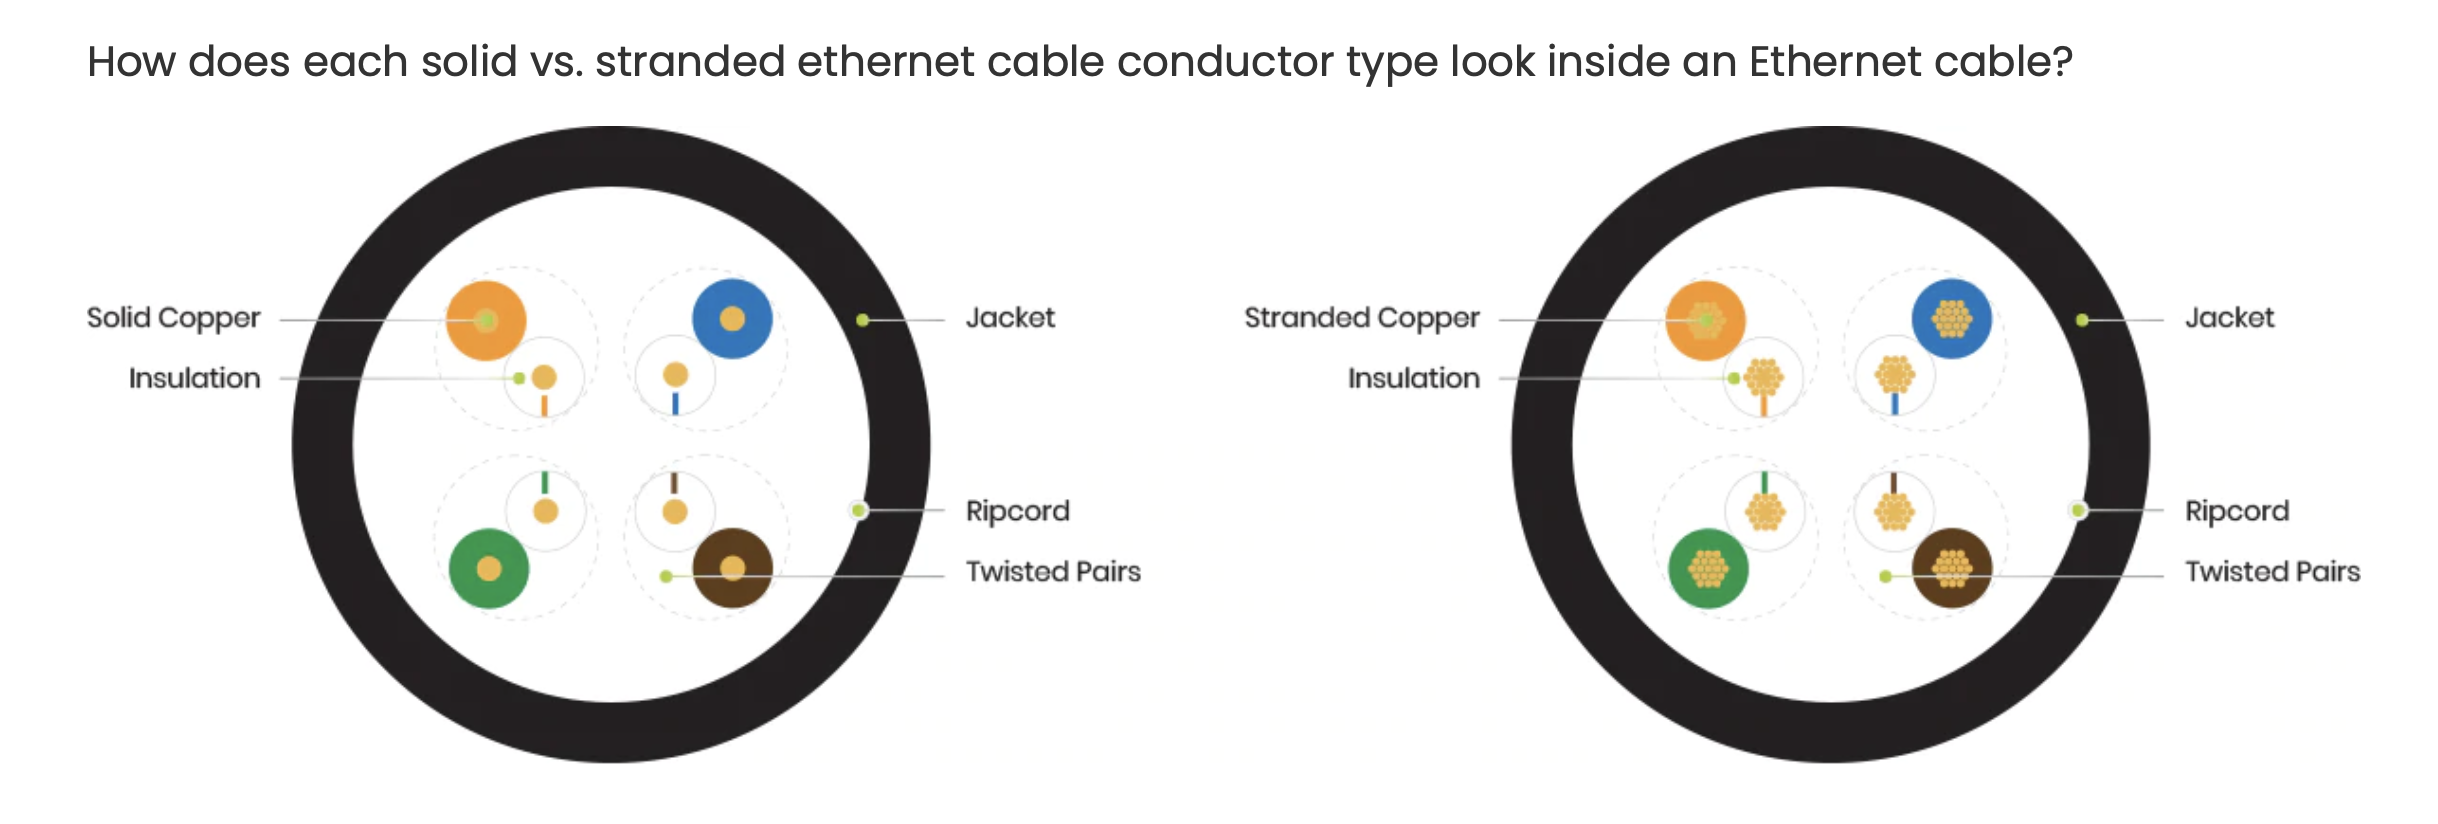 How does each solid vs. stranded ethernet cable conductor type look inside an Ethernet cable?
Solid Copper
Insulation
Jacket
Ripcord
Twisted Pairs
Stranded Copper
Insulation
Jacket
Ripcord
Twisted Pairs